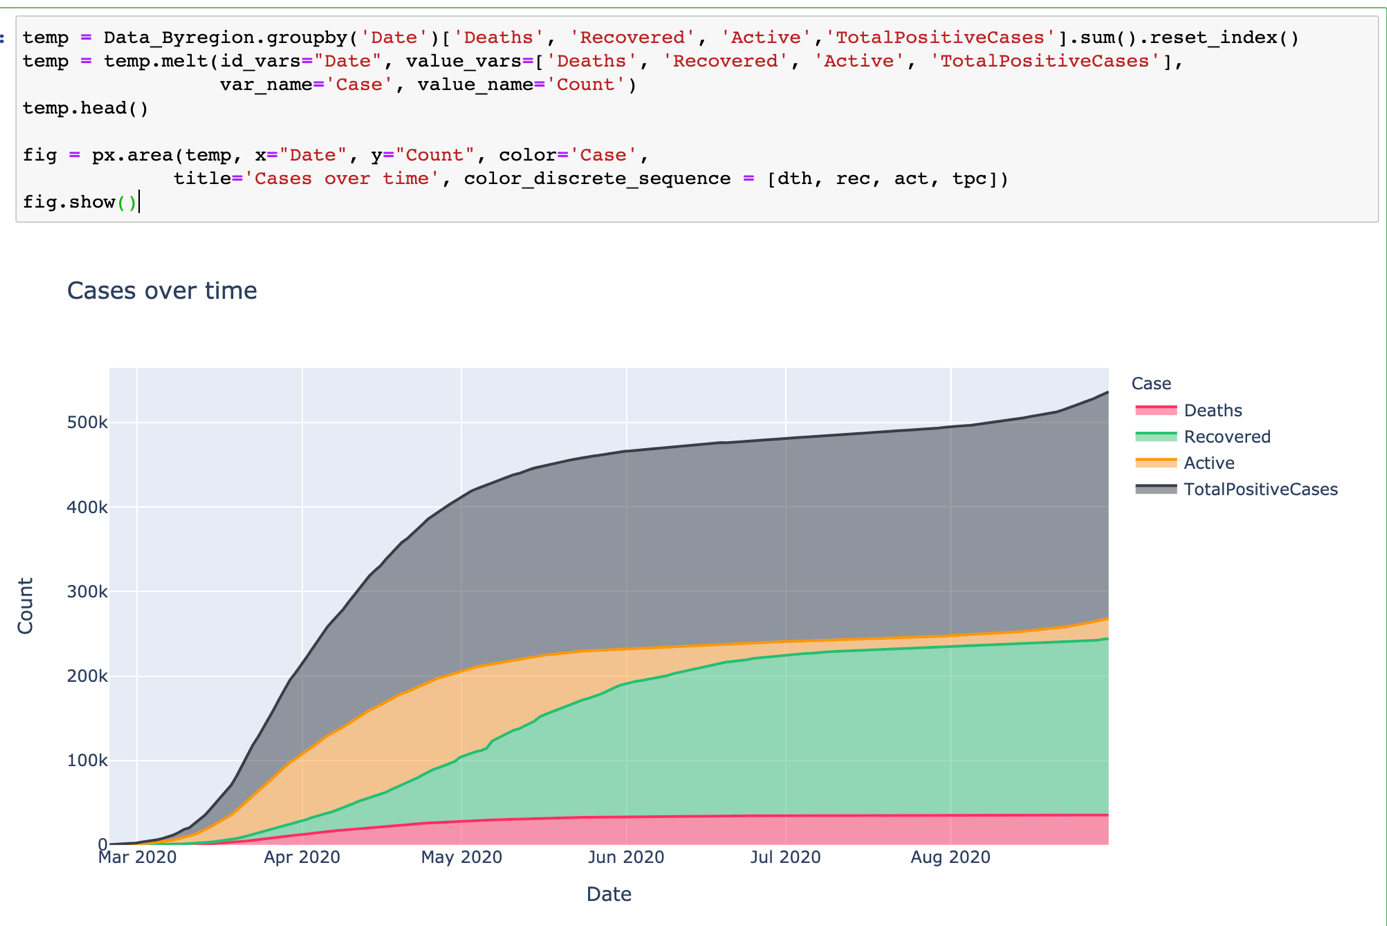 temp = Data_Byregion.groupby('Date')['Deaths', 'Recovered', 'Active','TotalPositiveCases'].sum().reset_index()
temp = temp.melt(id_vars="Date", value_vars=['Deaths', 'Recovered', 'Active', 'TotalPositiveCases'],
                 var_name='Case', value_name='Count')
temp.head()

fig = px.area(temp, x="Date", y="Count", color='Case',
             title='Cases over time', color_discrete_sequence = [dth, rec, act, tpc])
fig.show()
Cases over time
Case
Deaths
Recovered
Active
TotalPositiveCases
500k
400k
300k
200k
100k
0
Count
Mar 2020 Apr 2020 May 2020 Jun 2020 Jul 2020 Aug 2020
Date